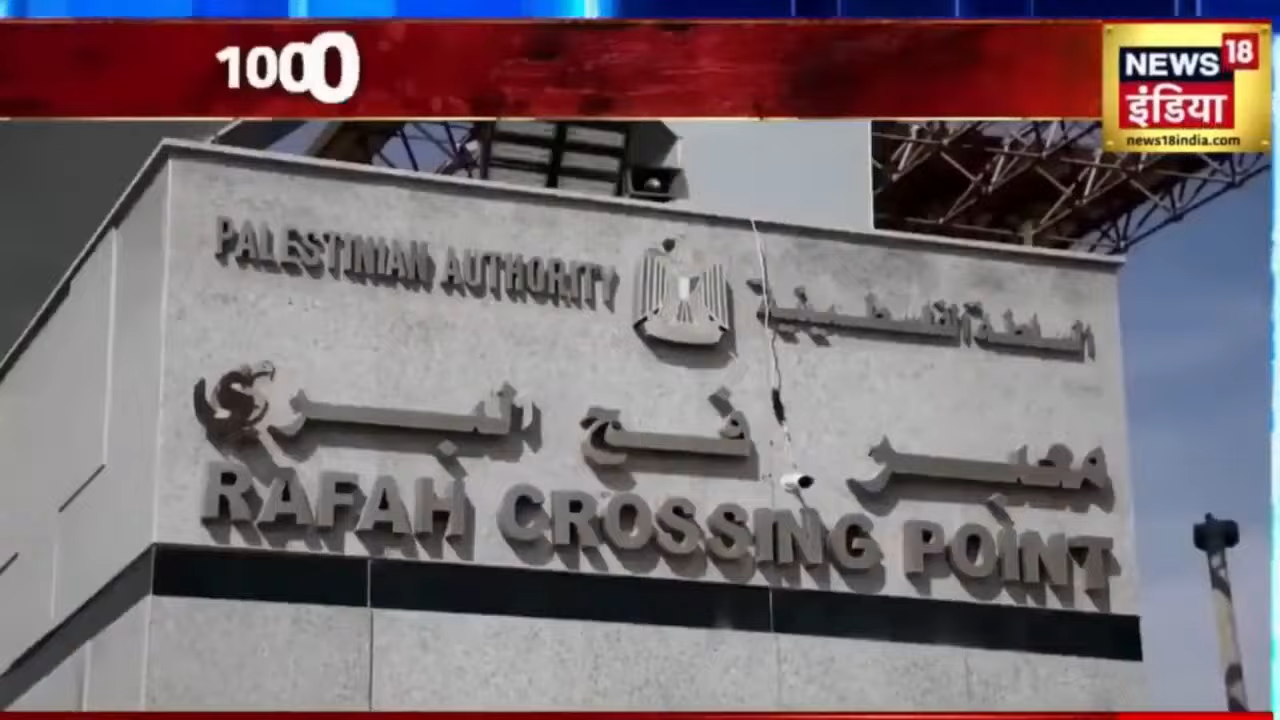 1000
NEWS 18
इंडिया
news18india.com
PALESTINIAN AUTHORITY السلطة الفلسطينية
معبر رفح البري
RAFAH CROSSING POINT